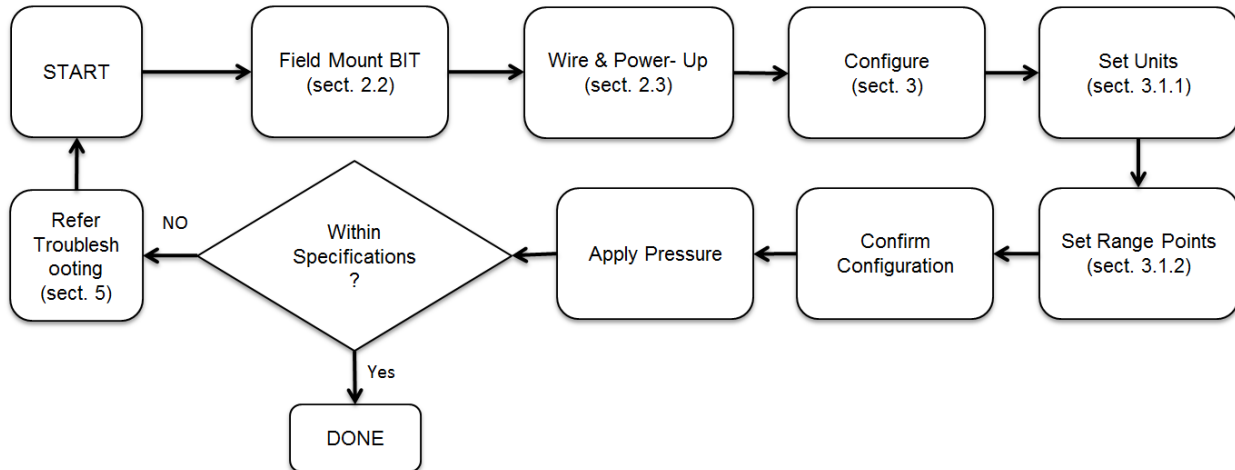 START
Field Mount BIT
(sect. 2.2)
Wire & Power- Up
(sect. 2.3)
Configure
(sect. 3)
Set Units
(sect. 3.1.1)
Set Range Points
(sect. 3.1.2)
Confirm
Configuration
Apply Pressure
Within
Specifications
?
NO
Refer
Troublesh
ooting
(sect. 5)
Yes
DONE